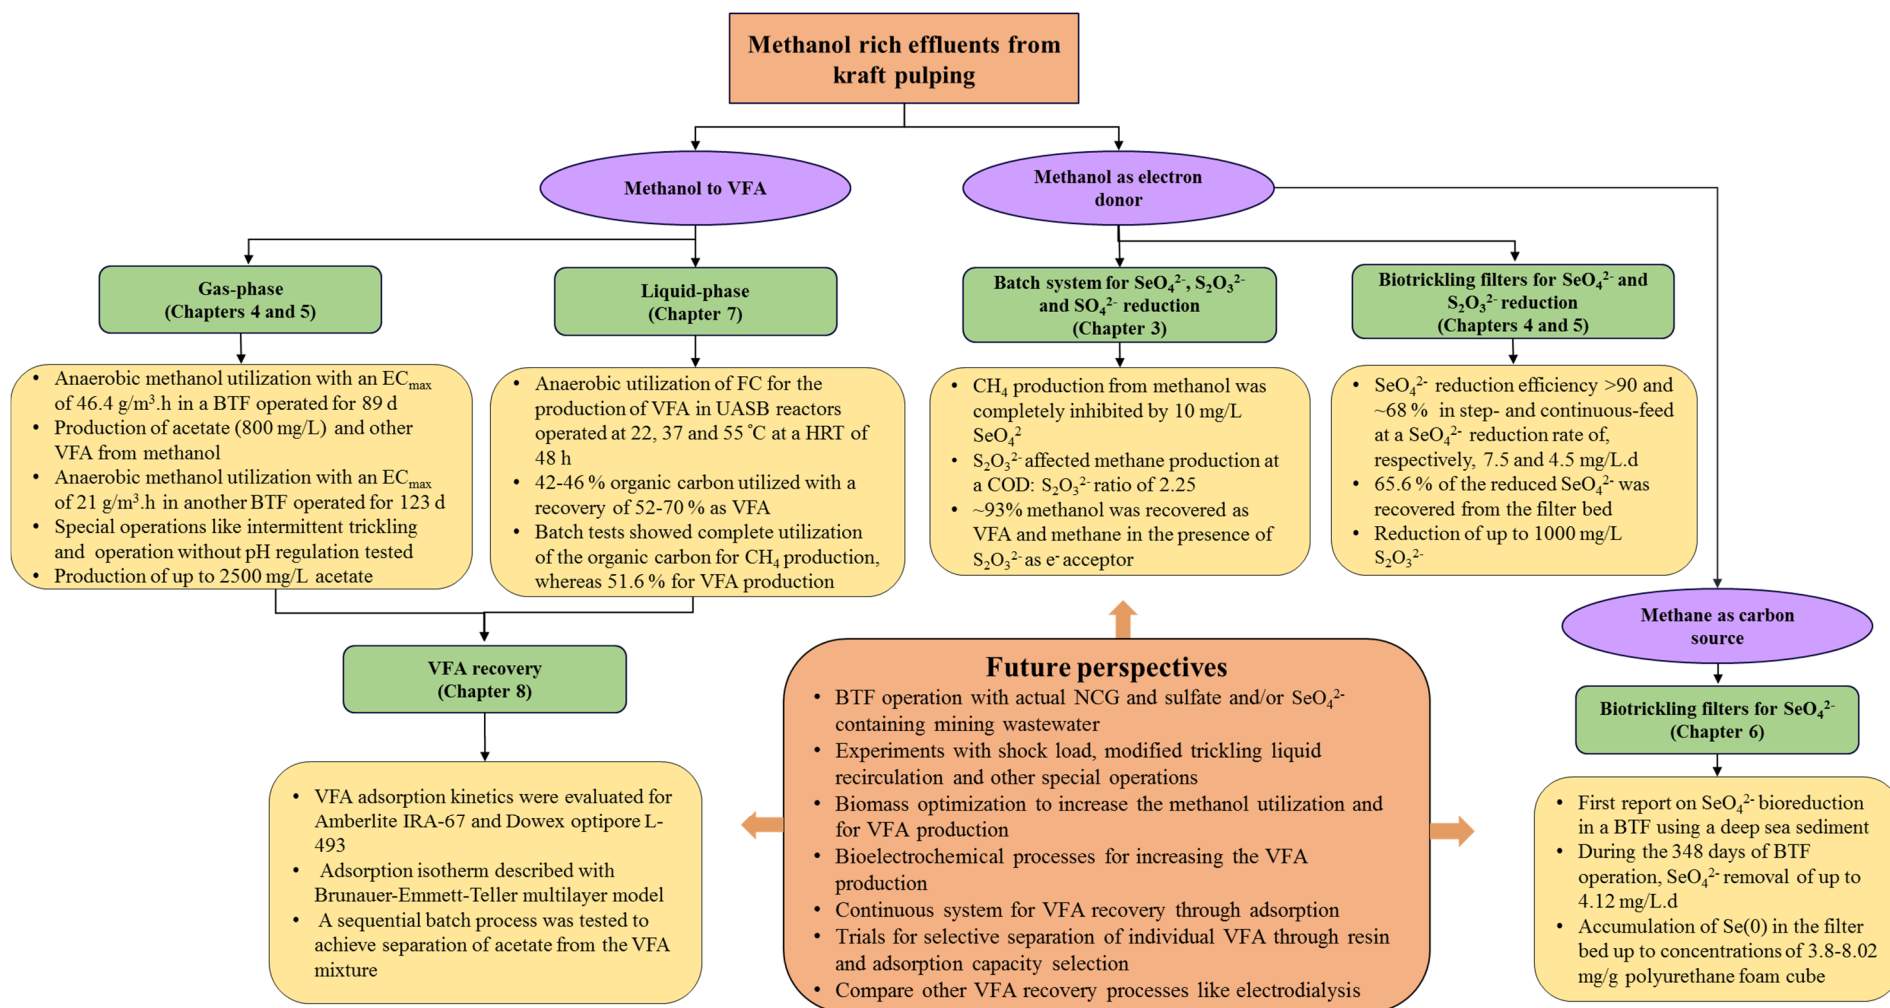 Methanol rich effluents from
kraft pulping
Methanol to VFA
Methanol as electron
donor
Gas-phase
(Chapters 4 and 5)
Liquid-phase
(Chapter 7)
Batch system for SeO₄²⁻, S₂O₃²⁻
and SO₄²⁻ reduction
(Chapter 3)
Biotrickling filters for SeO₄²⁻ and
S₂O₃²⁻ reduction
(Chapters 4 and 5)
• Anaerobic methanol utilization with an ECmax
of 46.4 g/m³.h in a BTF operated for 89 d
• Production of acetate (800 mg/L) and other
VFA from methanol
• Anaerobic methanol utilization with an ECmax
of 21 g/m³.h in another BTF operated for 123 d
• Special operations like intermittent trickling
and operation without pH regulation tested
• Production of up to 2500 mg/L acetate
• Anaerobic utilization of FC for the
production of VFA in UASB reactors
operated at 22, 37 and 55 ˚C at a HRT of
48 h
• 42-46 % organic carbon utilized with a
recovery of 52-70 % as VFA
• Batch tests showed complete utilization
of the organic carbon for CH₄ production,
whereas 51.6 % for VFA production
• CH₄ production from methanol was
completely inhibited by 10 mg/L
SeO₄²
• S₂O₃²⁻ affected methane production at
a COD: S₂O₃²⁻ ratio of 2.25
• ~93% methanol was recovered as
VFA and methane in the presence of
S₂O₃²⁻ as e⁻ acceptor
• SeO₄²⁻ reduction efficiency >90 and
~68 % in step- and continuous-feed
at a SeO₄²⁻ reduction rate of,
respectively, 7.5 and 4.5 mg/L.d
• 65.6 % of the reduced SeO₄²⁻ was
recovered from the filter bed
• Reduction of up to 1000 mg/L
S₂O₃²⁻
VFA recovery
(Chapter 8)
• VFA adsorption kinetics were evaluated for
Amberlite IRA-67 and Dowex optipore L-
493
• Adsorption isotherm described with
Brunauer-Emmett-Teller multilayer model
• A sequential batch process was tested to
achieve separation of acetate from the VFA
mixture
Future perspectives
• BTF operation with actual NCG and sulfate and/or SeO₄²⁻
containing mining wastewater
• Experiments with shock load, modified trickling liquid
recirculation and other special operations
• Biomass optimization to increase the methanol utilization and
for VFA production
• Bioelectrochemical processes for increasing the VFA
production
• Continuous system for VFA recovery through adsorption
• Trials for selective separation of individual VFA through resin
and adsorption capacity selection
• Compare other VFA recovery processes like electrodialysis
Methane as carbon
source
Biotrickling filters for SeO₄²⁻
(Chapter 6)
• First report on SeO₄²⁻ bioreduction
in a BTF using a deep sea sediment
• During the 348 days of BTF
operation, SeO₄²⁻ removal of up to
4.12 mg/L.d
• Accumulation of Se(0) in the filter
bed up to concentrations of 3.8-8.02
mg/g polyurethane foam cube